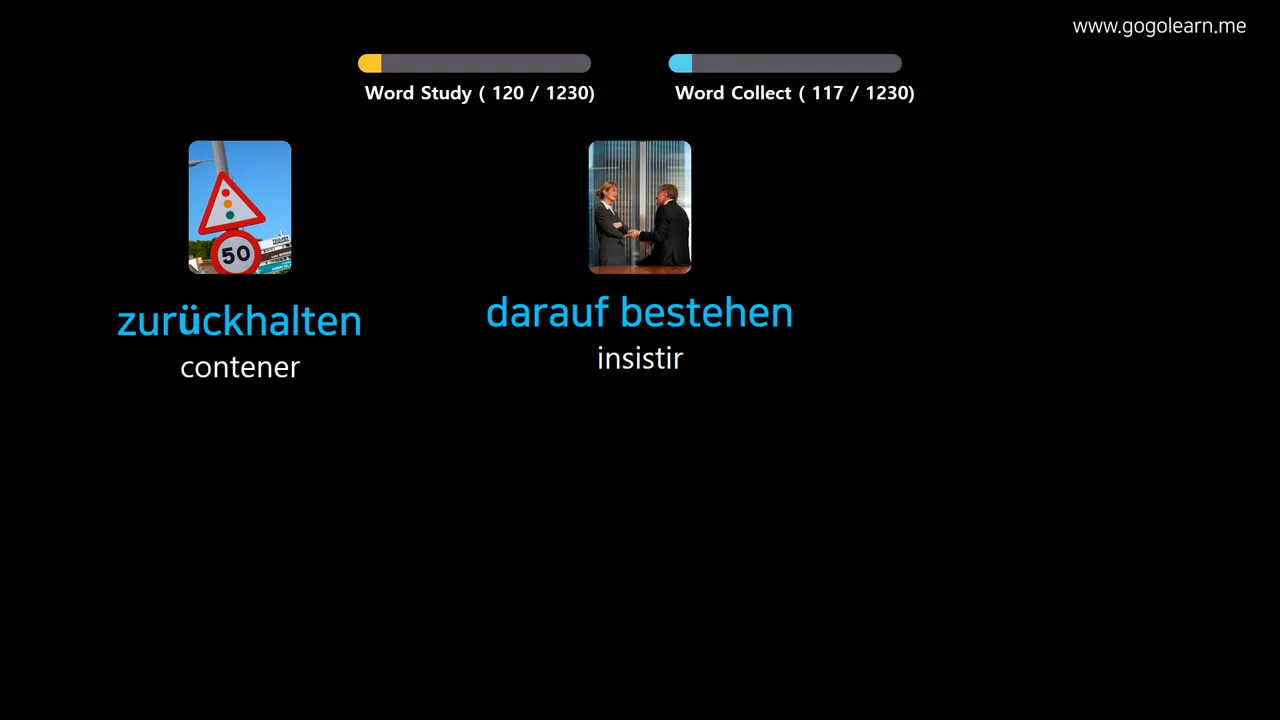 www.gogolearn.me
Word Study ( 120 / 1230)
Word Collect ( 117 / 1230)
50
zurückhalten
contener
darauf bestehen
insistir